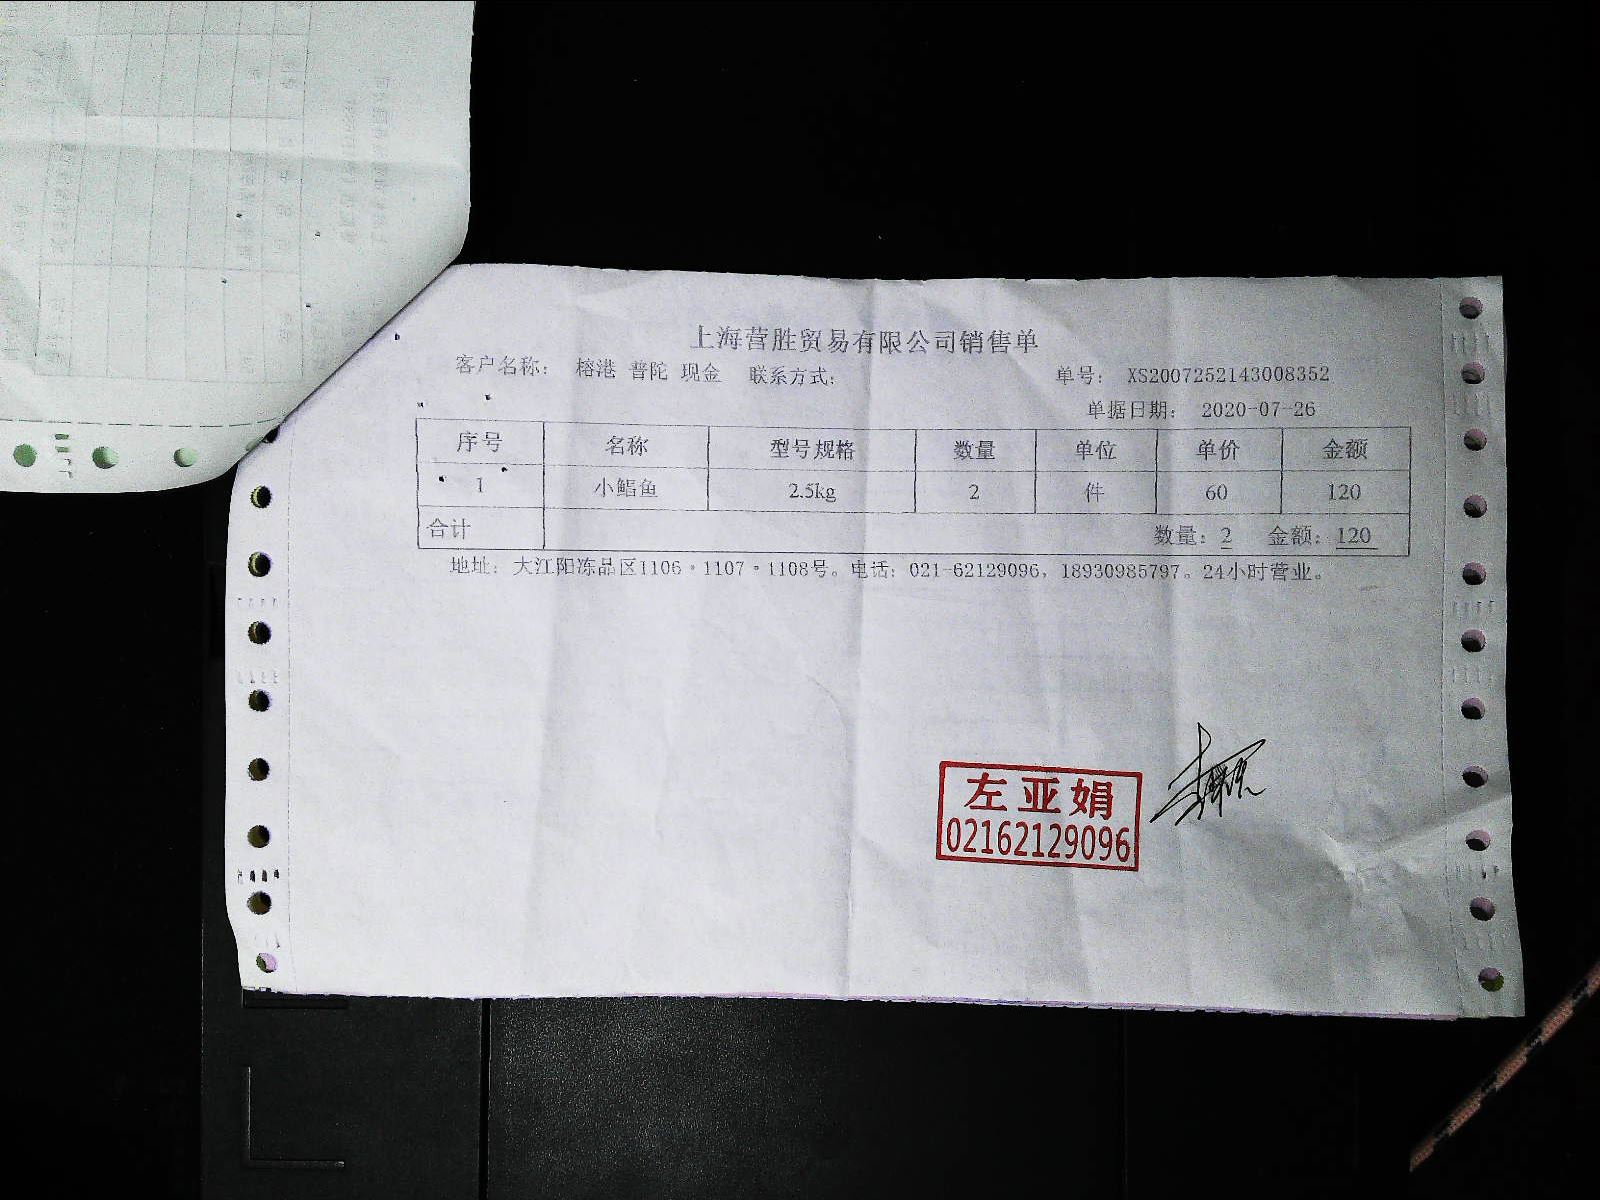 上海营胜贸易有限公司销售单
客户名称： 榕港 普陀 现金 联系方式： 单号： XS2007252143008352
单据日期： 2020-07-26
序号 名称 型号规格 数量 单位 单价 金额
1 小鲳鱼 2.5kg 2 件 60 120
合计 数量：2 金额：120
地址：大江阳冻品区1106·1107·1108号。电话：021-62129096，18930985797。24小时营业。
左亚娟
02162129096